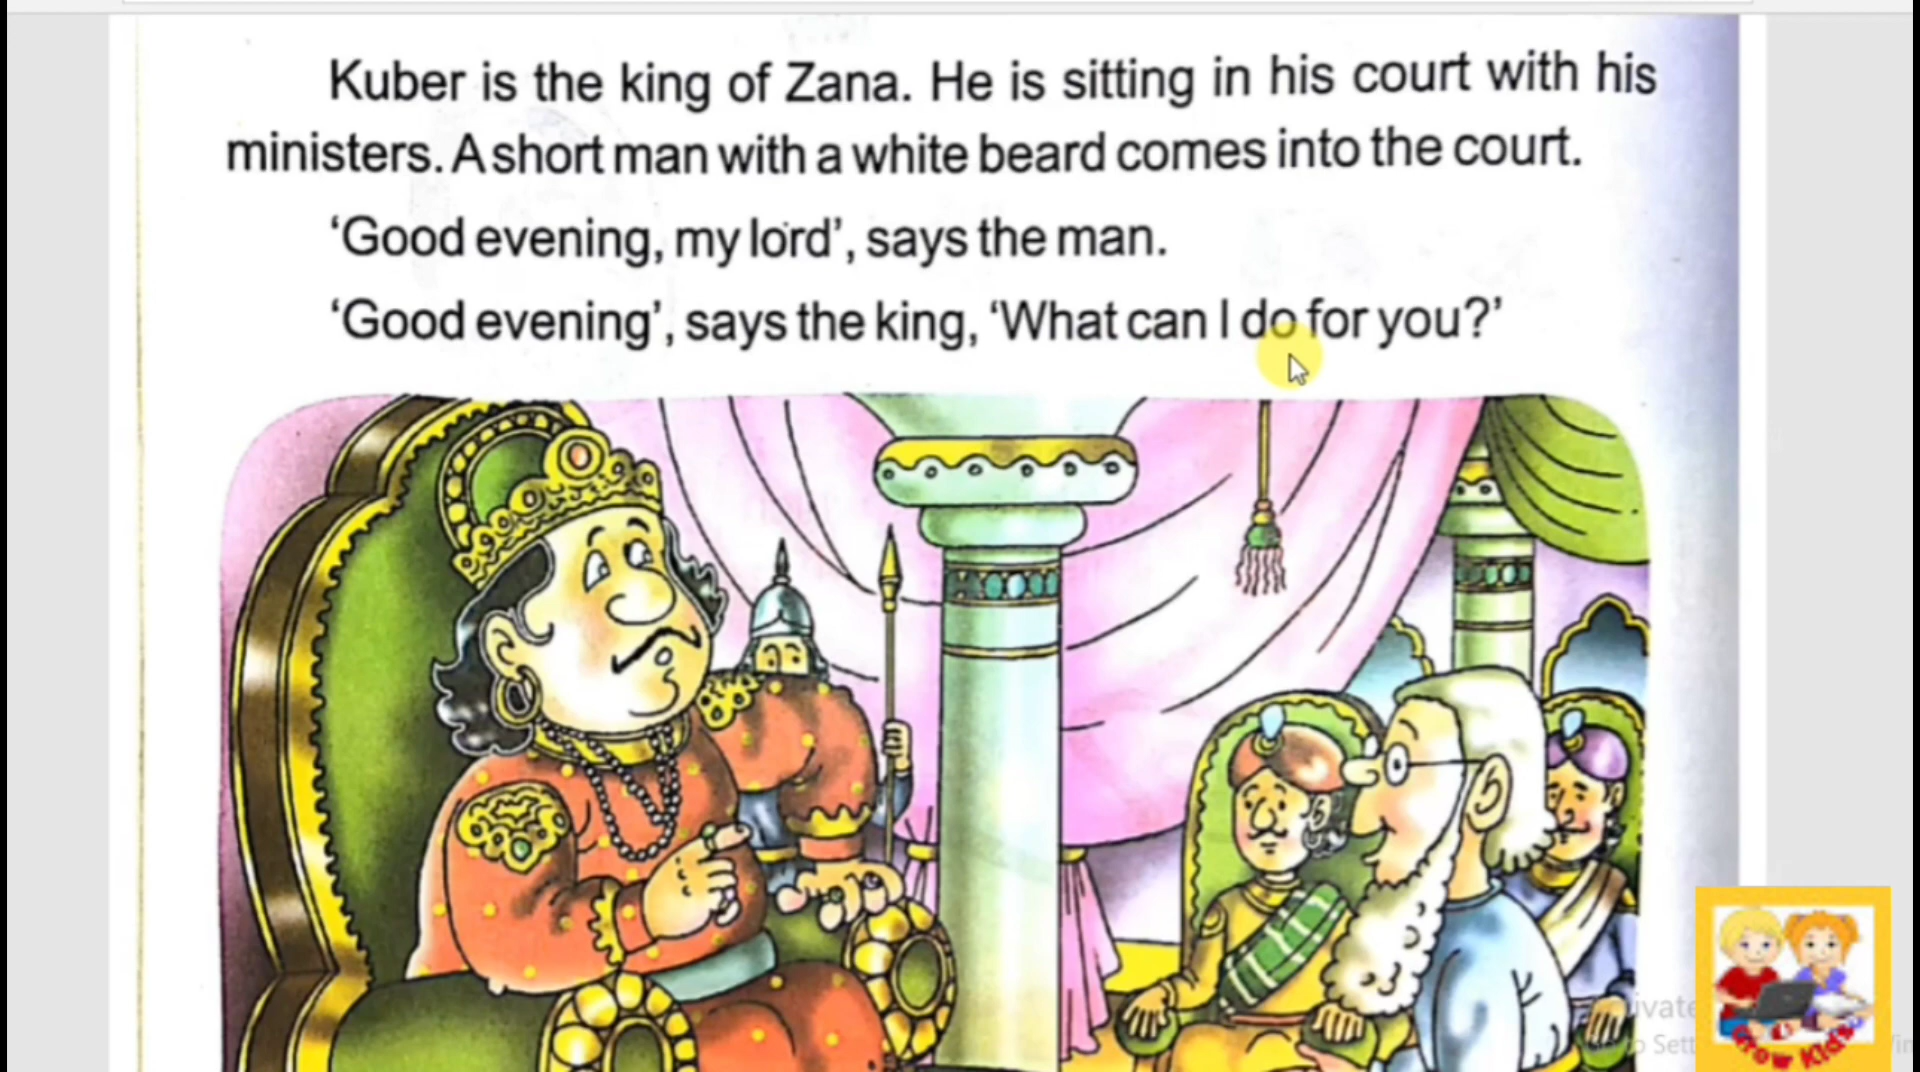 Kuber is the king of Zana. He is sitting in his court with his
ministers. A short man with a white beard comes into the court.
‘Good evening, my lord’, says the man.
‘Good evening’, says the king, ‘What can I do for you?’
Grow Kids